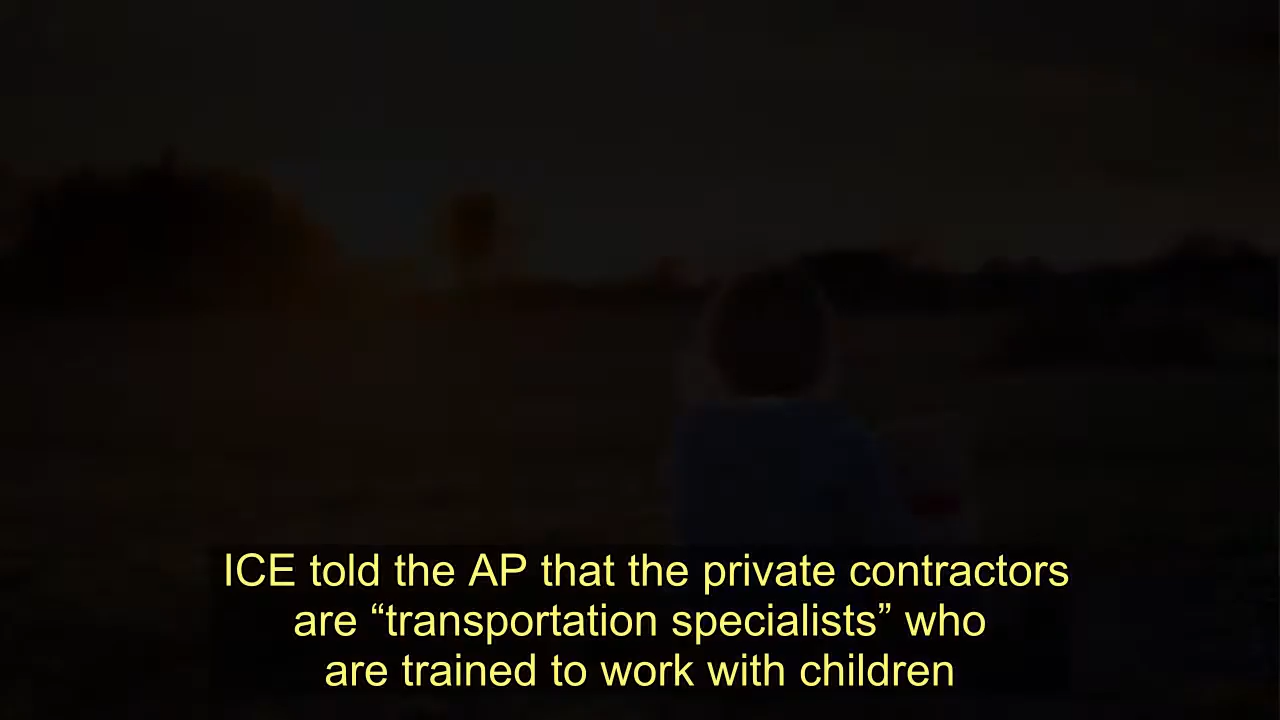 ICE told the AP that the private contractors
are “transportation specialists” who
are trained to work with children